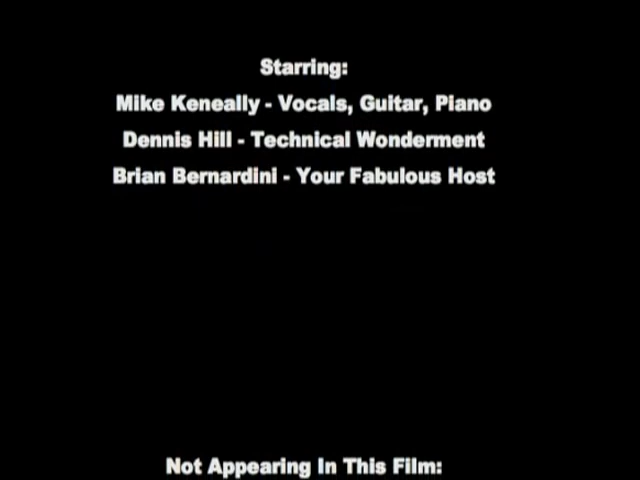 Starring:
Mike Keneally - Vocals, Guitar, Piano
Dennis Hill - Technical Wonderment
Brian Bernardini - Your Fabulous Host
Not Appearing In This Film: